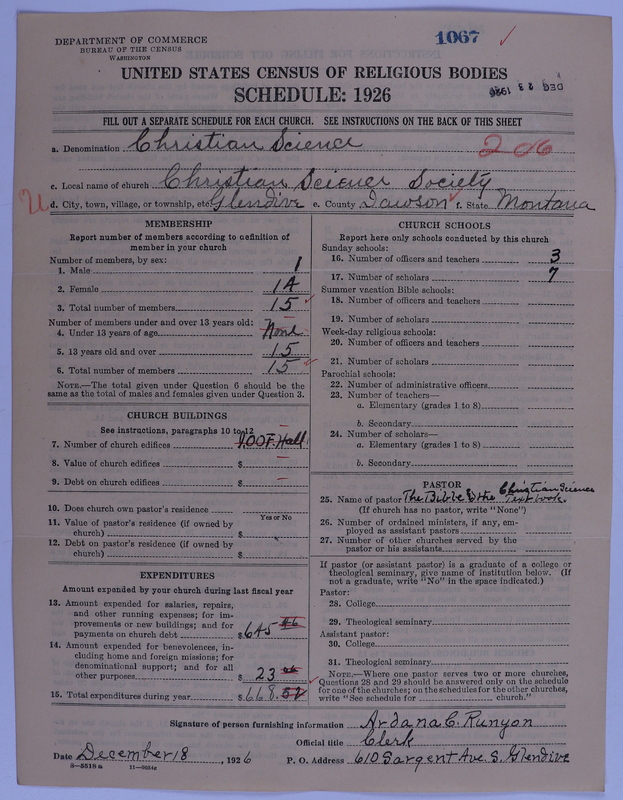 DEPARTMENT OF COMMERCE
BUREAU OF THE CENSUS
WASHINGTON
1067
UNITED STATES CENSUS OF RELIGIOUS BODIES
SCHEDULE: 1926
DEC 23 1926
FILL OUT A SEPARATE SCHEDULE FOR EACH CHURCH. SEE INSTRUCTIONS ON THE BACK OF THIS SHEET
a. Denomination Christian Science
206
c. Local name of church Christian Science Society
U d. City, town, village, or township, etc. Glendive e. County Dawson f. State Montana
MEMBERSHIP
Report number of members according to definition of member in your church
Number of members, by sex:
1. Male 1
2. Female 14
3. Total number of members 15
Number of members under and over 13 years old:
4. Under 13 years of age None
5. 13 years old and over 15
6. Total number of members 15
NOTE.—The total given under Question 6 should be the same as the total of males and females given under Question 3.
CHURCH BUILDINGS
See instructions, paragraphs 10 to 12
7. Number of church edifices IOOF. Hall
8. Value of church edifices $ —
9. Debt on church edifices $ —
10. Does church own pastor's residence
Yes or No
11. Value of pastor's residence (if owned by church) $
12. Debt on pastor's residence (if owned by church) $
EXPENDITURES
Amount expended by your church during last fiscal year
13. Amount expended for salaries, repairs, and other running expenses; for improvements or new buildings; and for payments on church debt $645
14. Amount expended for benevolences, including home and foreign missions; for denominational support; and for all other purposes $ 23
15. Total expenditures during year $668.
CHURCH SCHOOLS
Report here only schools conducted by this church
Sunday schools:
16. Number of officers and teachers 3
17. Number of scholars 7
Summer vacation Bible schools:
18. Number of officers and teachers
19. Number of scholars
Week-day religious schools:
20. Number of officers and teachers
21. Number of scholars
Parochial schools:
22. Number of administrative officers
23. Number of teachers—
a. Elementary (grades 1 to 8)
b. Secondary
24. Number of scholars—
a. Elementary (grades 1 to 8)
b. Secondary
PASTOR
25. Name of pastor The Bible & the Christian Science Textbook
(If church has no pastor, write "None")
26. Number of ordained ministers, if any, employed as assistant pastors
27. Number of other churches served by the pastor or his assistants
If pastor (or assistant pastor) is a graduate of a college or theological seminary, give name of institution below. (If not a graduate, write "No" in the space indicated.)
Pastor:
28. College
29. Theological seminary
Assistant pastor:
30. College
31. Theological seminary
NOTE.—Where one pastor serves two or more churches, Questions 28 and 29 should be answered only on the schedule for one of the churches; on the schedules for the other churches, write "See schedule for church."
Signature of person furnishing information Ardana C. Runyon
Official title Clerk
Date December 18, 1926 P. O. Address 610 Sargent Ave. S. Glendive